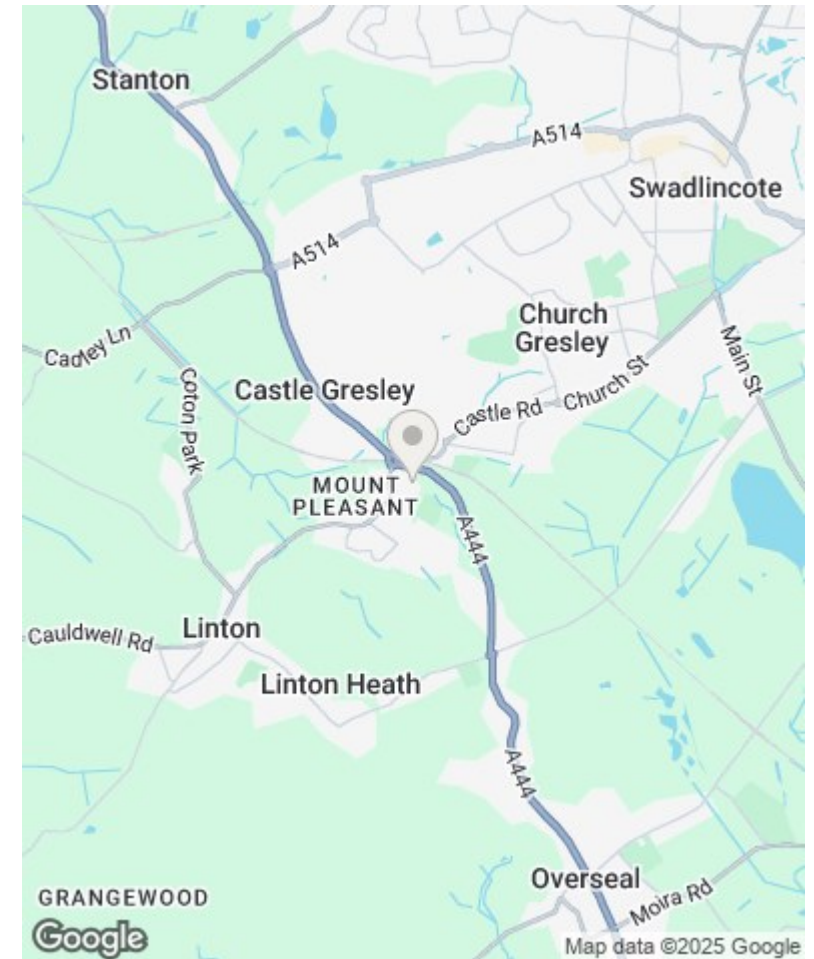 Stanton
A514
Swadlincote
A514
Church
Gresley
Cadley Ln
Main St
Coton Park
Castle Gresley
Church St
Castle Rd
MOUNT
PLEASANT
A444
Cauldwell Rd
Linton
Linton Heath
A444
Overseal
GRANGEWOOD
Moira Rd
Google
Map data ©2025 Google